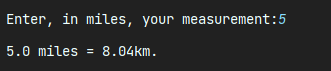 Enter, in miles, your measurement:5
5.0 miles = 8.04km.